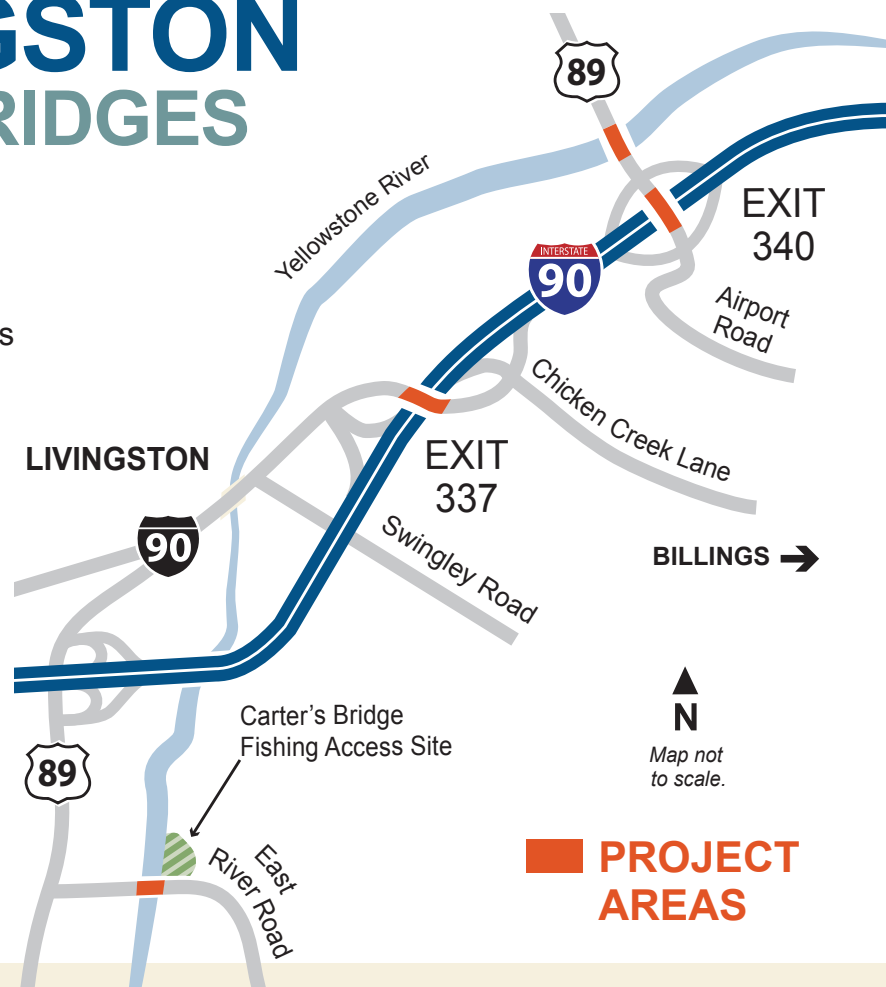 GSTON
RIDGES
89
Yellowstone River
EXIT
340
INTERSTATE
90
Airport
Road
s
Chicken Creek Lane
LIVINGSTON
EXIT
337
90
Swingley Road
BILLINGS
N
Map not
to scale.
Carter's Bridge
Fishing Access Site
89
East
River Road
PROJECT
AREAS